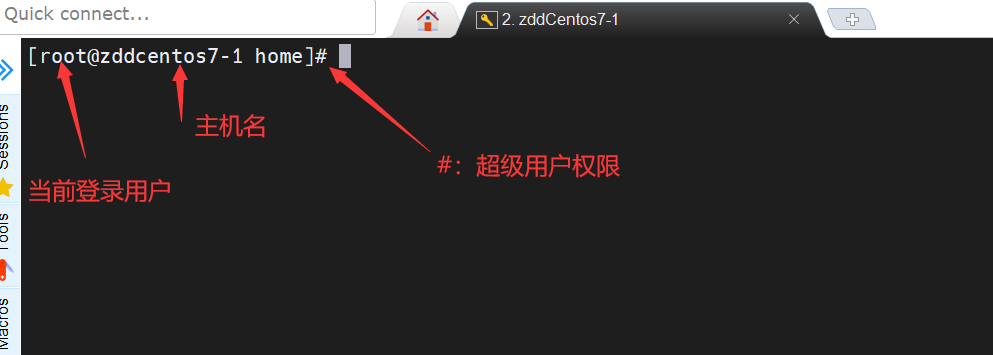 Quick connect...
2. zddCentos7-1
[root@zddcentos7-1 home]#
主机名
#：超级用户权限
当前登录用户
Sessions
Tools
Macros